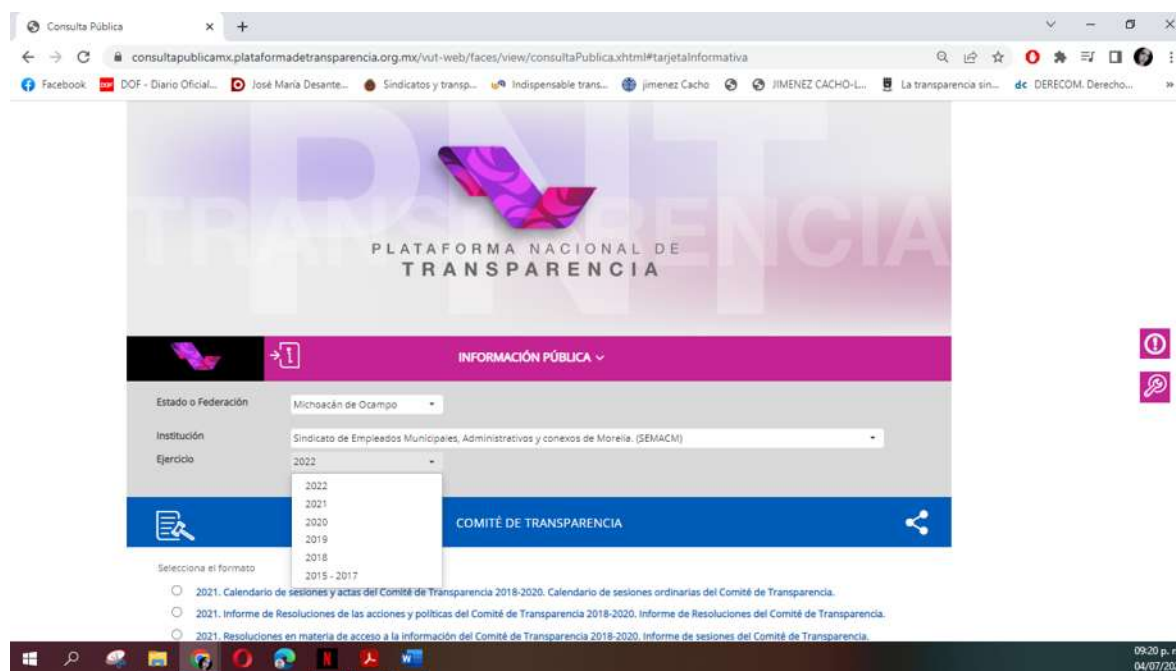 Consulta Pública
consultapublicamx.plataformadetransparencia.org.mx/vut-web/faces/view/consultaPublica.xhtml#tarjetaInformativa
Facebook DOF - Diario Oficial... José María Desante... Sindicatos y transp... Indispensable trans... jimenez Cacho JIMENEZ CACHO-L... La transparencia sin... dc DERECOM. Derecho... »
PNT
TRANSPARENCIA
PLATAFORMA NACIONAL DE
TRANSPARENCIA
INFORMACIÓN PÚBLICA
Estado o Federación Michoacán de Ocampo
Institución Sindicato de Empleados Municipales, Administrativos y conexos de Morelia. (SEMACM)
Ejercicio 2022
2022
2021
2020
2019
2018
2015 - 2017
COMITÉ DE TRANSPARENCIA
Selecciona el formato
2021. Calendario de sesiones y actas del Comité de Transparencia 2018-2020. Calendario de sesiones ordinarias del Comité de Transparencia.
2021. Informe de Resoluciones de las acciones y políticas del Comité de Transparencia 2018-2020. Informe de Resoluciones del Comité de Transparencia.
2021. Resoluciones en materia de acceso a la información del Comité de Transparencia 2018-2020. Informe de sesiones del Comité de Transparencia.
09:20 p.
04/07/20